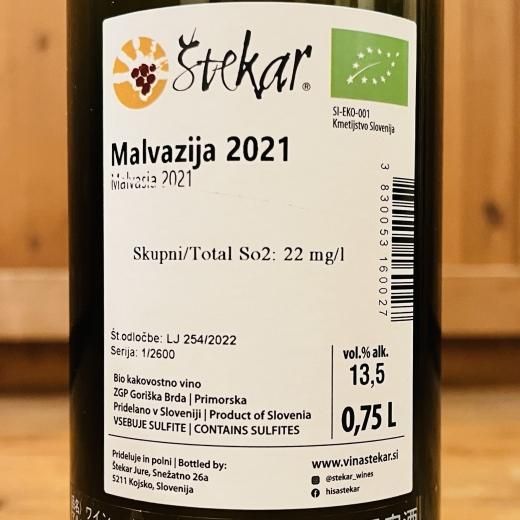 Štekar ®
SI-EKO-001
Kmetijstvo Slovenija
Malvazija 2021
Malvasia 2021
3 830053 160027
Skupni/Total So2: 22 mg/l
Št.odločbe: LJ 254/2022
Serija: 1/2600
vol.% alk.
13,5
0,75 L
Bio kakovostno vino
ZGP Goriška Brda | Primorska
Pridelano v Sloveniji | Product of Slovenia
VSEBUJE SULFITE | CONTAINS SULFITES
Prideluje in polni | Bottled by:
Štekar Jure, Snežatno 26a
5211 Kojsko, Slovenija
www.vinastekar.si
@stekar_wines
hisastekar
ワイン